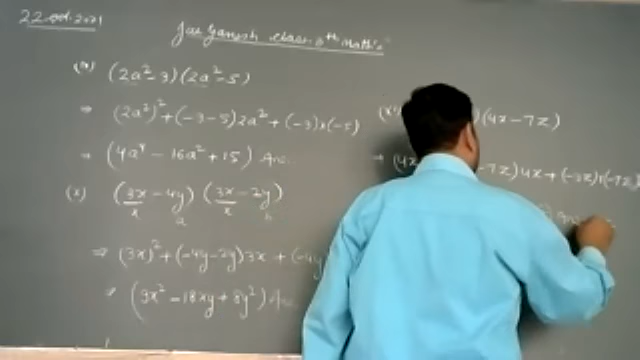 22 Oct. 2021
Jai Ganesh class-8th Maths
(ix) (2a²-3)(2a²-5)
⇒ (2a²)² + (-3-5)2a² + (-3)×(-5)
⇒ (4a⁴ - 16a² + 15) Ans.
(x) (3x - 4y) (3x - 2y)
x a x b
⇒ (3x)² + (-4y-2y)3x + (-4y
⇒ (3x² - 18xy + 8y²) Ans
)(4x - 7z)
⇒ (4x - 7z)4x + (-3z)×(-7z)